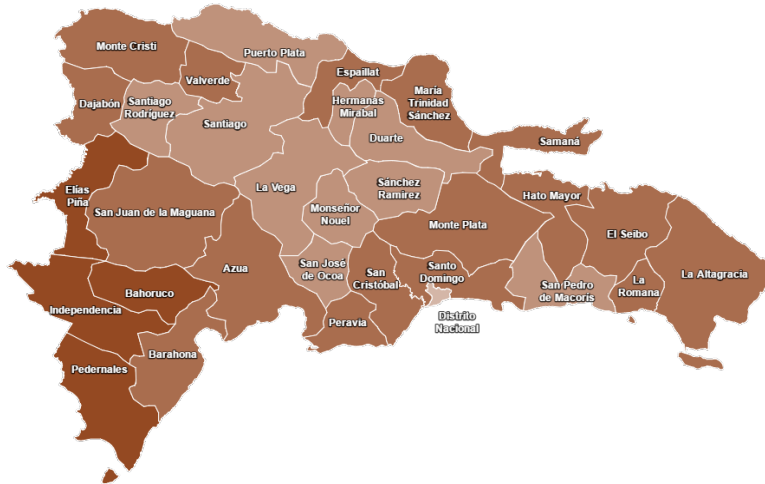 Monte Cristi
Puerto Plata
Valverde
Espaillat
Dajabón
Santiago
Rodríguez
Hermanas
Mirabal
María
Trinidad
Sánchez
Santiago
Duarte
Samaná
Elías
Piña
La Vega
Sánchez
Ramírez
Hato Mayor
San Juan de la Maguana
Monseñor
Nouel
Monte Plata
El Seibo
Azua
San José
de Ocoa
San
Cristóbal
Santo
Domingo
La Altagracia
San Pedro
de Macoris
La
Romana
Bahoruco
Independencia
Peravia
Distrito
Nacional
Barahona
Pedernales